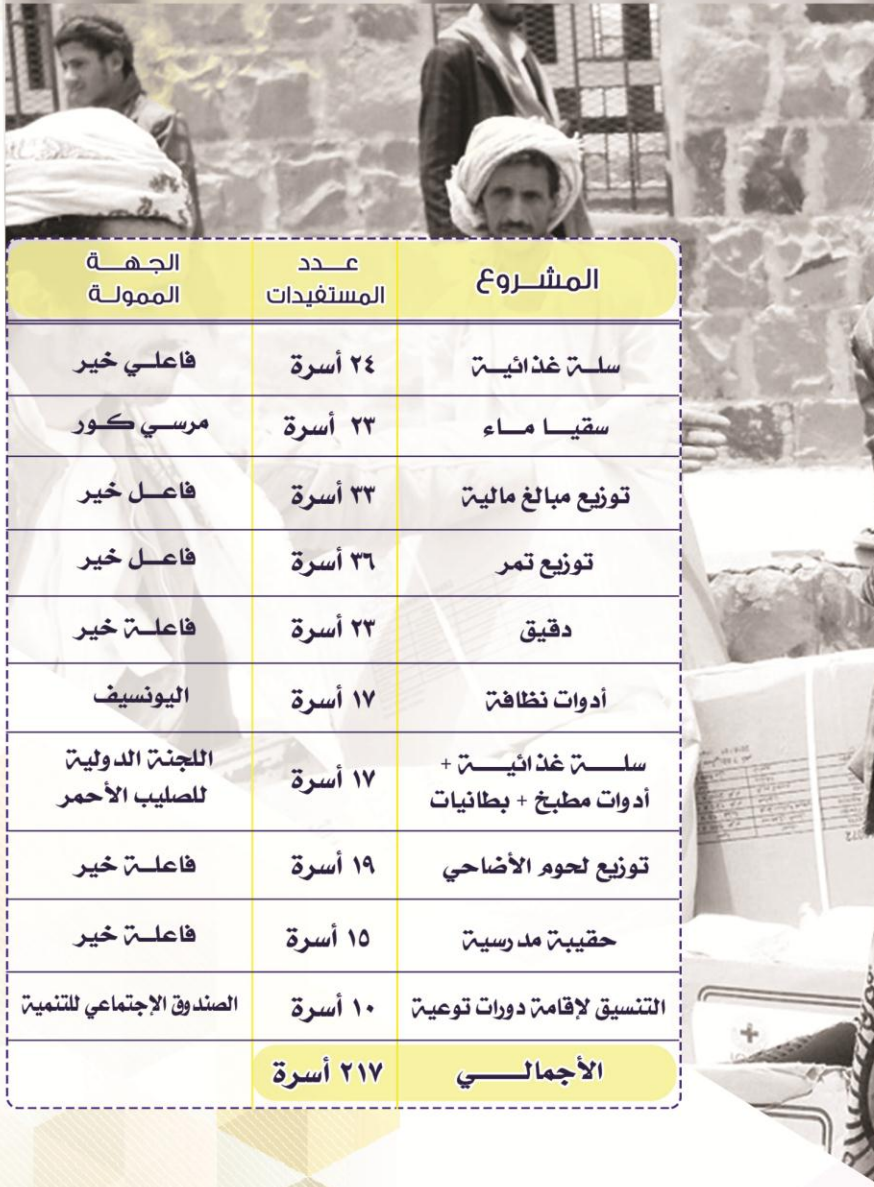 المشروع
عدد المستفيدات
الجهة الممولة
سلة غذائية
٢٤ أسرة
فاعلي خير
سقيا ماء
٢٣ أسرة
مرسي كور
توزيع مبالغ مالية
٣٣ أسرة
فاعل خير
توزيع تمر
٣٦ أسرة
فاعل خير
دقيق
٢٣ أسرة
فاعلة خير
أدوات نظافة
١٧ أسرة
اليونسيف
سلة غذائية +
أدوات مطبخ + بطانيات
١٧ أسرة
اللجنة الدولية
للصليب الأحمر
توزيع لحوم الأضاحي
١٩ أسرة
فاعلة خير
حقيبة مدرسية
١٥ أسرة
فاعلة خير
التنسيق لإقامة دورات توعية
١٠ أسرة
الصندوق الإجتماعي للتنمية
الأجمالي
٢١٧ أسرة